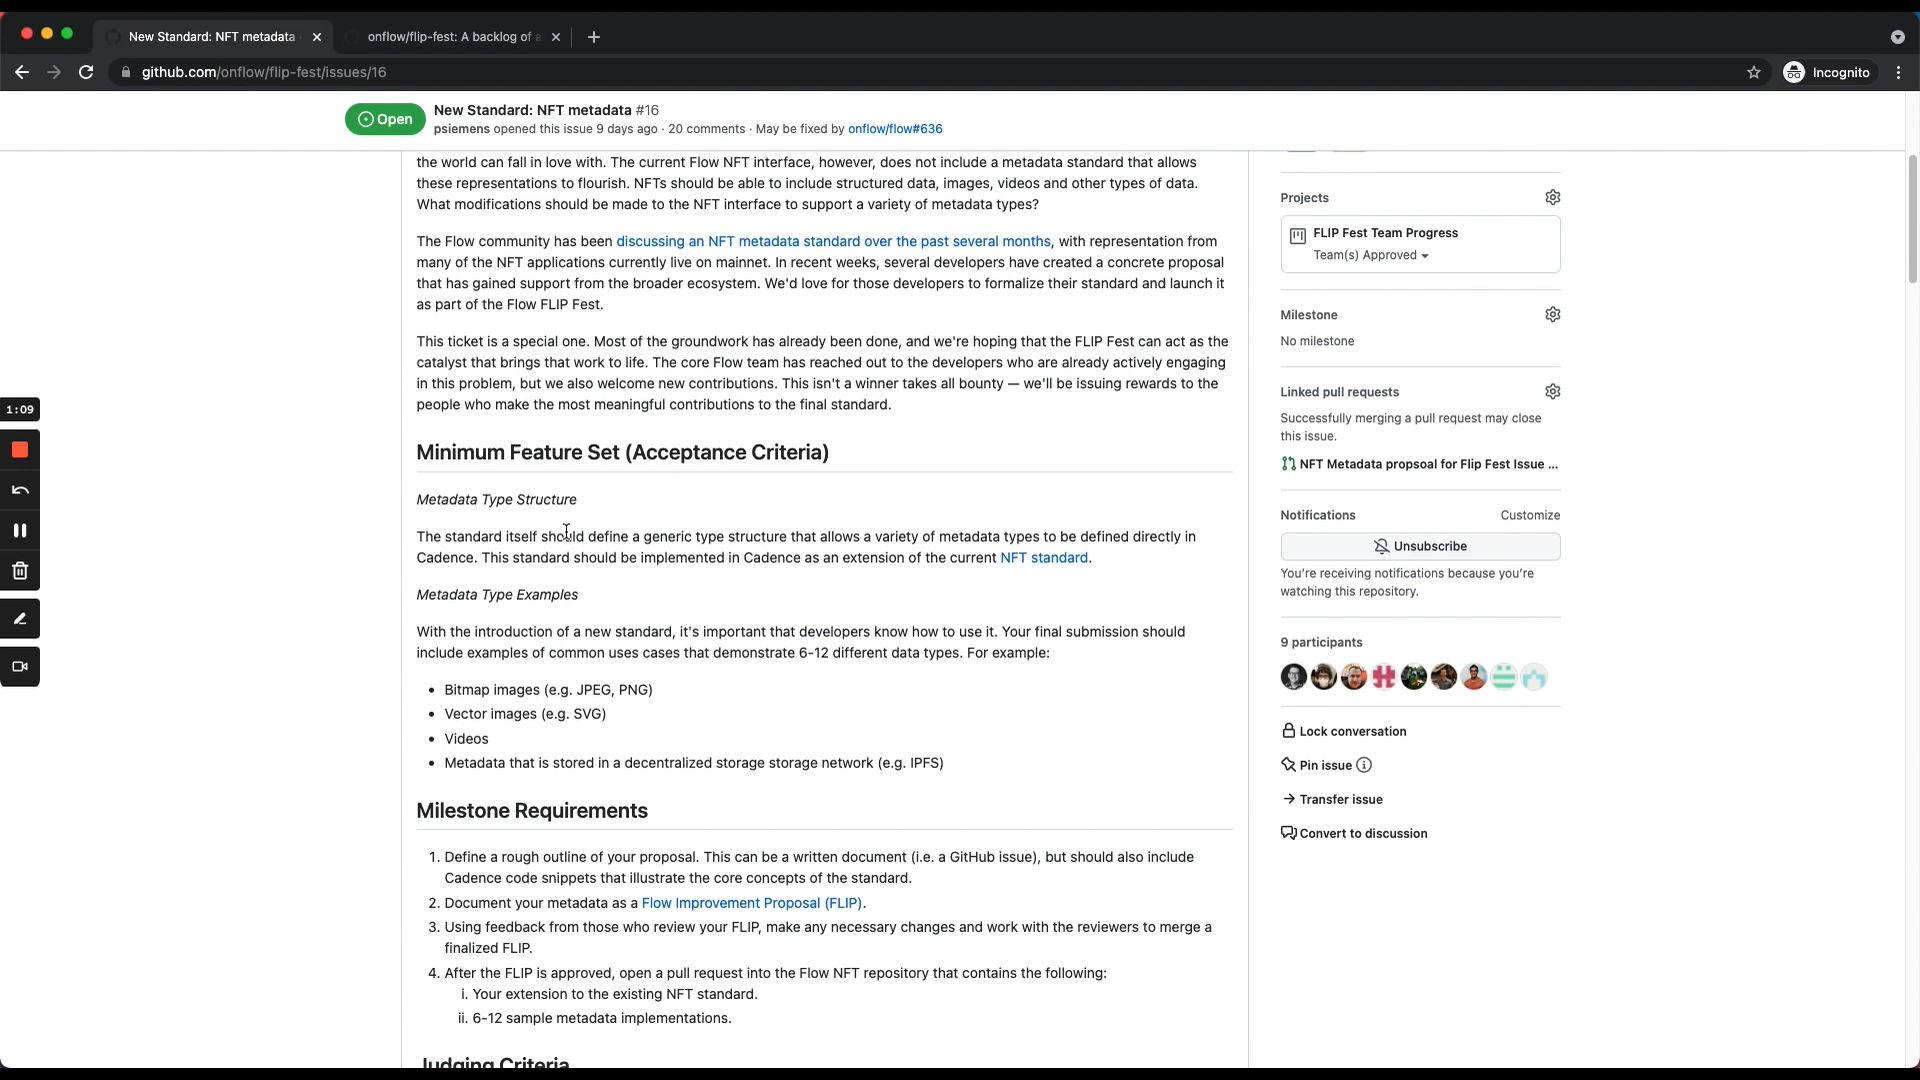 New Standard: NFT metadata
onflow/flip-fest: A backlog of a
github.com/onflow/flip-fest/issues/16
Incognito
Open
New Standard: NFT metadata #16
psiemens opened this issue 9 days ago · 20 comments · May be fixed by onflow/flow#636
the world can fall in love with. The current Flow NFT interface, however, does not include a metadata standard that allows
these representations to flourish. NFTs should be able to include structured data, images, videos and other types of data.
What modifications should be made to the NFT interface to support a variety of metadata types?
The Flow community has been discussing an NFT metadata standard over the past several months, with representation from
many of the NFT applications currently live on mainnet. In recent weeks, several developers have created a concrete proposal
that has gained support from the broader ecosystem. We'd love for those developers to formalize their standard and launch it
as part of the Flow FLIP Fest.
This ticket is a special one. Most of the groundwork has already been done, and we're hoping that the FLIP Fest can act as the
catalyst that brings that work to life. The core Flow team has reached out to the developers who are already actively engaging
in this problem, but we also welcome new contributions. This isn't a winner takes all bounty — we'll be issuing rewards to the
people who make the most meaningful contributions to the final standard.
Minimum Feature Set (Acceptance Criteria)
Metadata Type Structure
The standard itself should define a generic type structure that allows a variety of metadata types to be defined directly in
Cadence. This standard should be implemented in Cadence as an extension of the current NFT standard.
Metadata Type Examples
With the introduction of a new standard, it's important that developers know how to use it. Your final submission should
include examples of common uses cases that demonstrate 6-12 different data types. For example:
• Bitmap images (e.g. JPEG, PNG)
• Vector images (e.g. SVG)
• Videos
• Metadata that is stored in a decentralized storage storage network (e.g. IPFS)
Milestone Requirements
1. Define a rough outline of your proposal. This can be a written document (i.e. a GitHub issue), but should also include
Cadence code snippets that illustrate the core concepts of the standard.
2. Document your metadata as a Flow Improvement Proposal (FLIP).
3. Using feedback from those who review your FLIP, make any necessary changes and work with the reviewers to merge a
finalized FLIP.
4. After the FLIP is approved, open a pull request into the Flow NFT repository that contains the following:
i. Your extension to the existing NFT standard.
ii. 6-12 sample metadata implementations.
Judging Criteria
Projects
FLIP Fest Team Progress
Team(s) Approved
Milestone
No milestone
Linked pull requests
Successfully merging a pull request may close
this issue.
NFT Metadata propsoal for Flip Fest Issue ...
Notifications
Customize
Unsubscribe
You're receiving notifications because you're
watching this repository.
9 participants
Lock conversation
Pin issue
Transfer issue
Convert to discussion
1:09